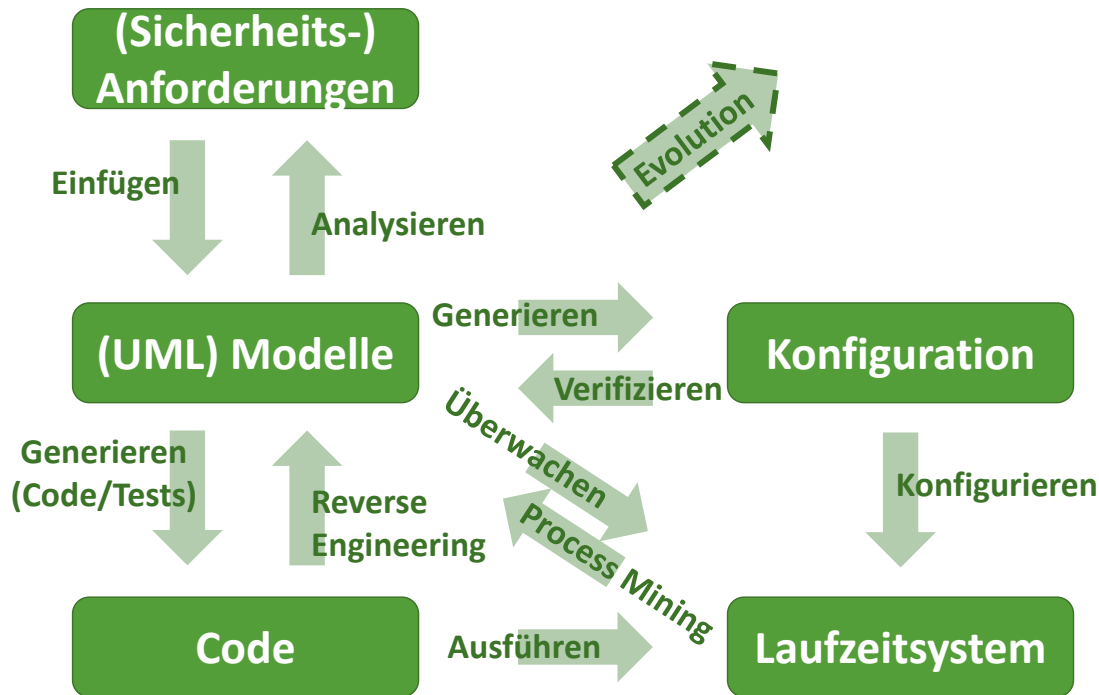 (Sicherheits-)
Anforderungen
Evolution
Einfügen
Analysieren
(UML) Modelle
Generieren
Konfiguration
Verifizieren
Überwachen
Generieren
(Code/Tests)
Reverse
Engineering
Process Mining
Konfigurieren
Code
Ausführen
Laufzeitsystem